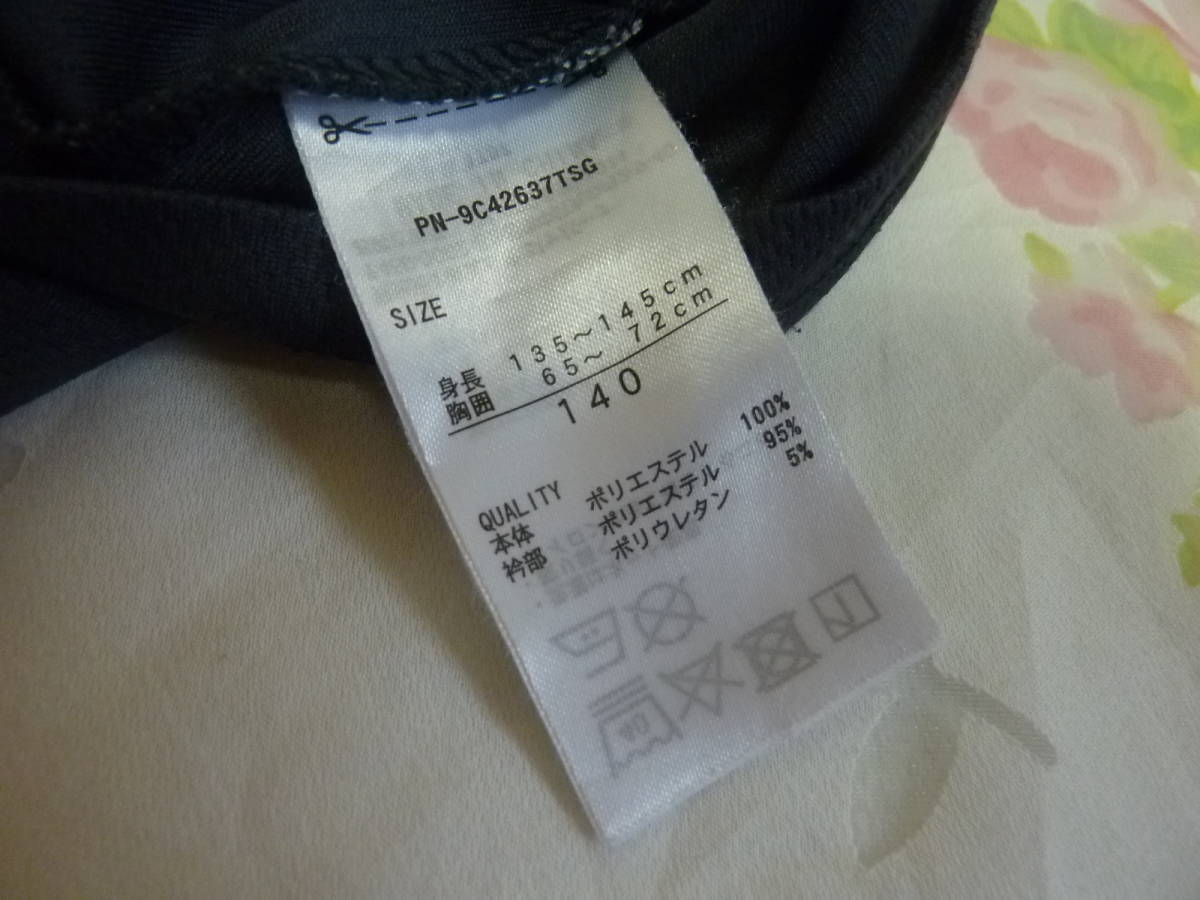 PN-9C42637TSG
SIZE
身長 135～145cm
胸囲 65～ 72cm
140
QUALITY
本体 ポリエステル 100%
衿部 ポリエステル 95%
ポリウレタン 5%
40